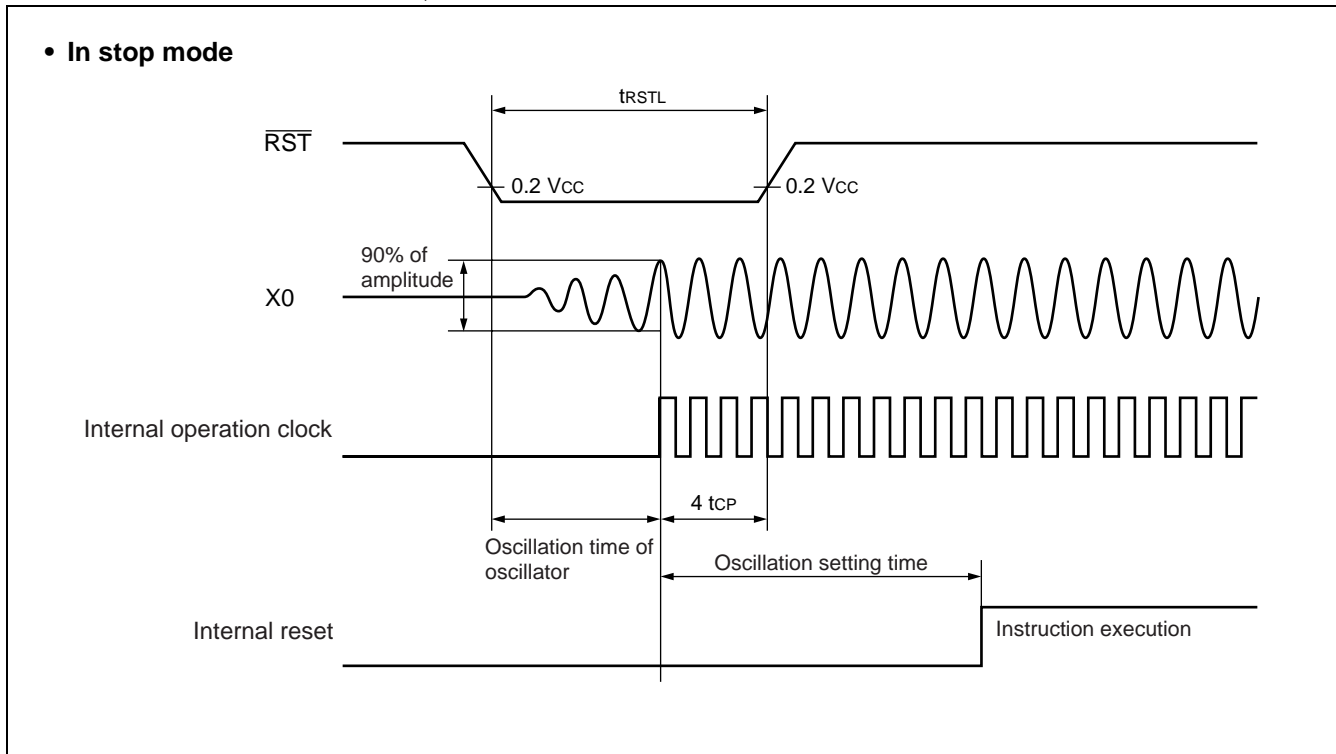 • In stop mode
tRSTL
RST
0.2 VCC
0.2 VCC
90% of
amplitude
X0
Internal operation clock
4 tCP
Oscillation time of
oscillator
Oscillation setting time
Internal reset
Instruction execution